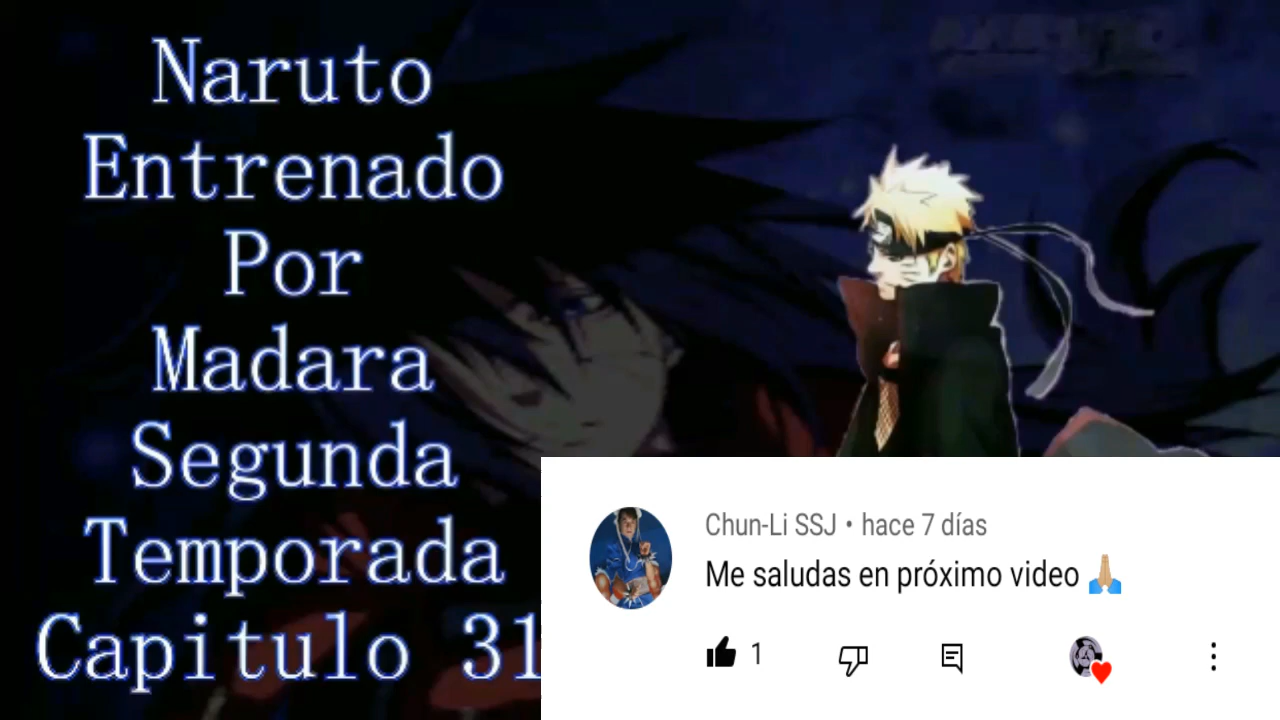 Naruto
Entrenado
Por
Madara
Segunda
Temporada
Capitulo 31
Chun-Li SSJ • hace 7 días
Me saludas en próximo video 🙏🏽
1